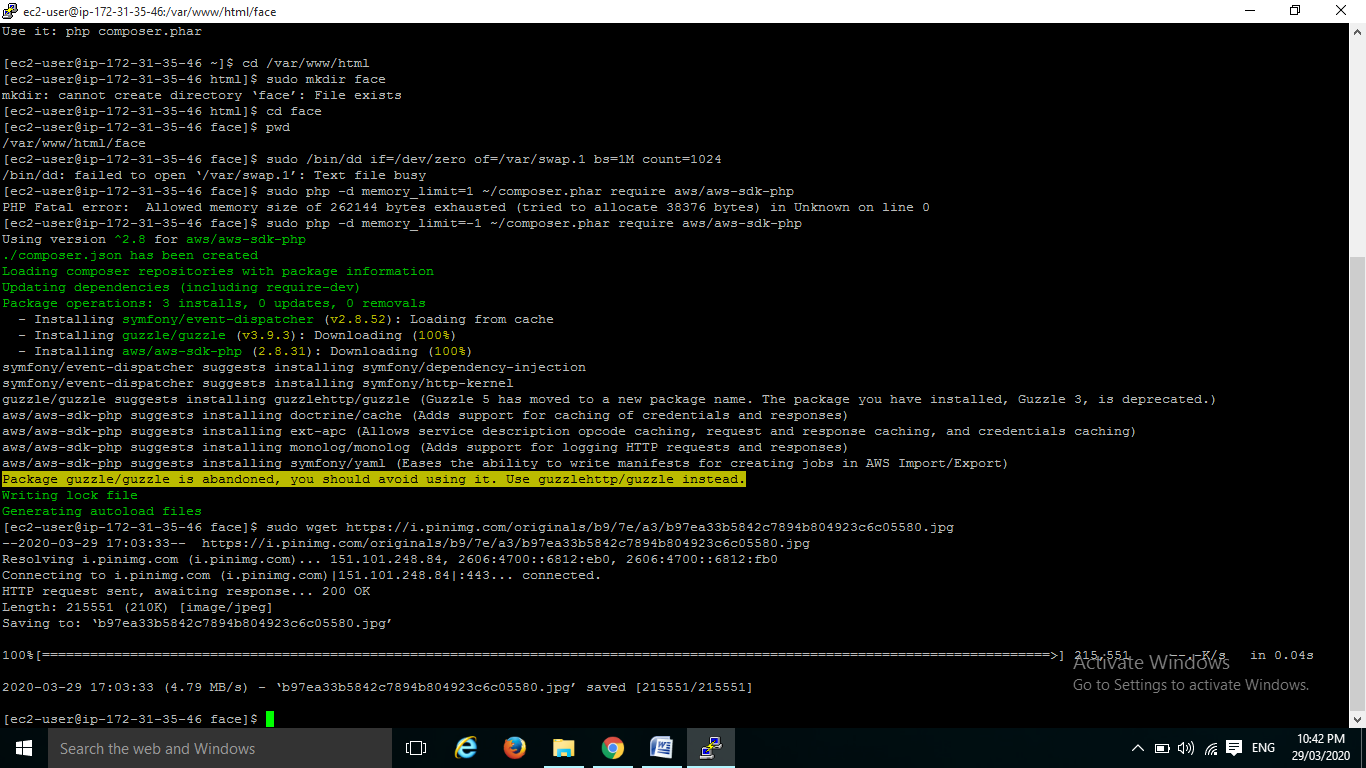 ec2-user@ip-172-31-35-46:/var/www/html/face
Use it: php composer.phar
[ec2-user@ip-172-31-35-46 ~]$ cd /var/www/html
[ec2-user@ip-172-31-35-46 html]$ sudo mkdir face
mkdir: cannot create directory ‘face’: File exists
[ec2-user@ip-172-31-35-46 html]$ cd face
[ec2-user@ip-172-31-35-46 face]$ pwd
/var/www/html/face
[ec2-user@ip-172-31-35-46 face]$ sudo /bin/dd if=/dev/zero of=/var/swap.1 bs=1M count=1024
/bin/dd: failed to open ‘/var/swap.1’: Text file busy
[ec2-user@ip-172-31-35-46 face]$ sudo php -d memory_limit=1 ~/composer.phar require aws/aws-sdk-php
PHP Fatal error:  Allowed memory size of 262144 bytes exhausted (tried to allocate 38376 bytes) in Unknown on line 0
[ec2-user@ip-172-31-35-46 face]$ sudo php -d memory_limit=-1 ~/composer.phar require aws/aws-sdk-php
Using version ^2.8 for aws/aws-sdk-php
./composer.json has been created
Loading composer repositories with package information
Updating dependencies (including require-dev)
Package operations: 3 installs, 0 updates, 0 removals
  - Installing symfony/event-dispatcher (v2.8.52): Loading from cache
  - Installing guzzle/guzzle (v3.9.3): Downloading (100%)
  - Installing aws/aws-sdk-php (2.8.31): Downloading (100%)
symfony/event-dispatcher suggests installing symfony/dependency-injection
symfony/event-dispatcher suggests installing symfony/http-kernel
guzzle/guzzle suggests installing guzzlehttp/guzzle (Guzzle 5 has moved to a new package name. The package you have installed, Guzzle 3, is deprecated.)
aws/aws-sdk-php suggests installing doctrine/cache (Adds support for caching of credentials and responses)
aws/aws-sdk-php suggests installing ext-apc (Allows service description opcode caching, request and response caching, and credentials caching)
aws/aws-sdk-php suggests installing monolog/monolog (Adds support for logging HTTP requests and responses)
aws/aws-sdk-php suggests installing symfony/yaml (Eases the ability to write manifests for creating jobs in AWS Import/Export)
Package guzzle/guzzle is abandoned, you should avoid using it. Use guzzlehttp/guzzle instead.
Writing lock file
Generating autoload files
[ec2-user@ip-172-31-35-46 face]$ sudo wget https://i.pinimg.com/originals/b9/7e/a3/b97ea33b5842c7894b804923c6c05580.jpg
--2020-03-29 17:03:33--  https://i.pinimg.com/originals/b9/7e/a3/b97ea33b5842c7894b804923c6c05580.jpg
Resolving i.pinimg.com (i.pinimg.com)... 151.101.248.84, 2606:4700::6812:eb0, 2606:4700::6812:fb0
Connecting to i.pinimg.com (i.pinimg.com)|151.101.248.84|:443... connected.
HTTP request sent, awaiting response... 200 OK
Length: 215551 (210K) [image/jpeg]
Saving to: ‘b97ea33b5842c7894b804923c6c05580.jpg’
100%[==============================================================================================================================>] 215,551     --.-K/s   in 0.04s
2020-03-29 17:03:33 (4.79 MB/s) - ‘b97ea33b5842c7894b804923c6c05580.jpg’ saved [215551/215551]
[ec2-user@ip-172-31-35-46 face]$
Activate Windows
Go to Settings to activate Windows.
Search the web and Windows
ENG
10:42 PM
29/03/2020